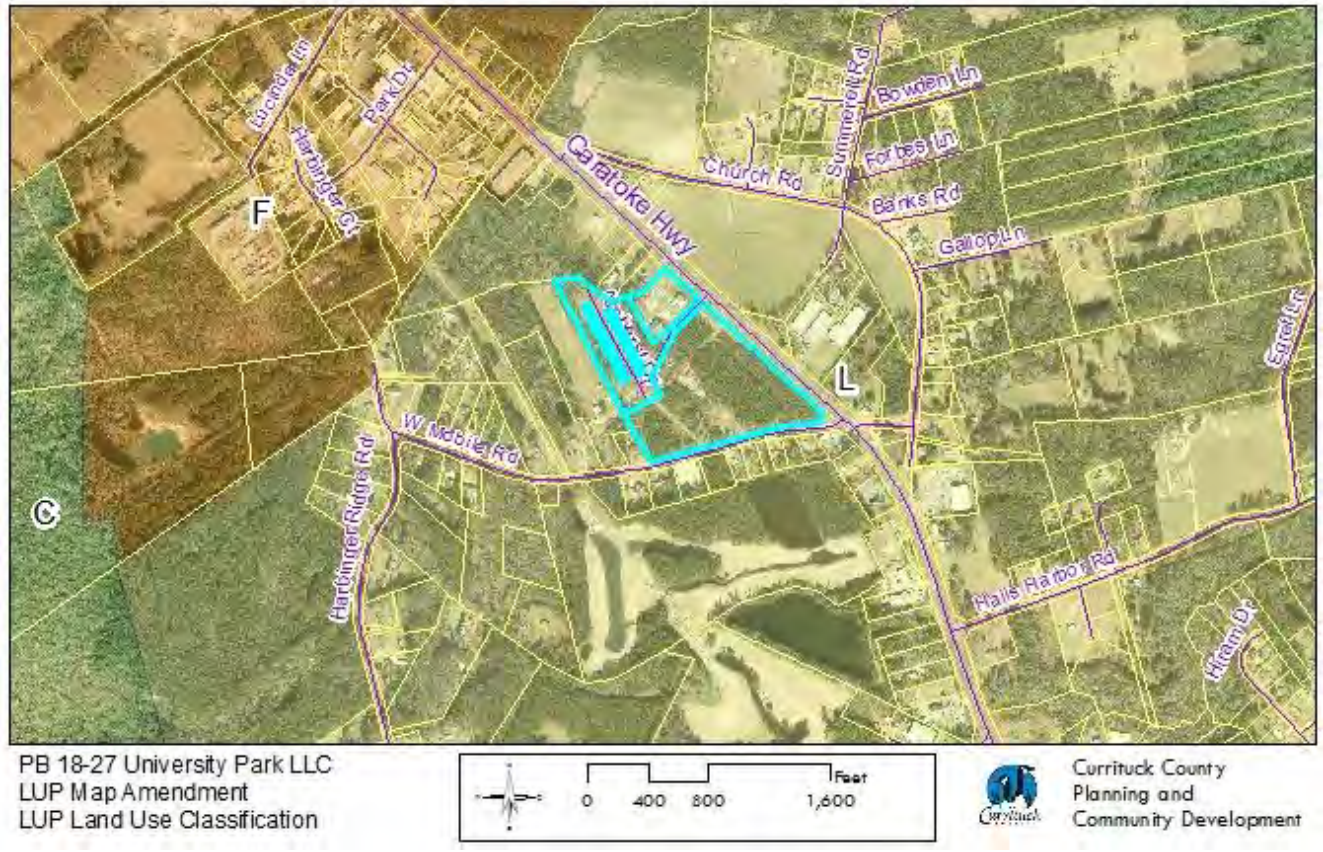 Lucinda Ln
Park Dr
Harbinger Ct
F
Caratoke Hwy
Church Rd
Summerell Rd
Bowden Ln
Forbes Ln
Banks Rd
Gallop Ln
Egret Ln
L
W Mobile Rd
Harbinger Ridge Rd
C
Halls Harbor Rd
Hiram Dr
PB 18-27 University Park LLC
LUP Map Amendment
LUP Land Use Classification
Feet
0 400 800 1,600
Currituck
Currituck County
Planning and
Community Development